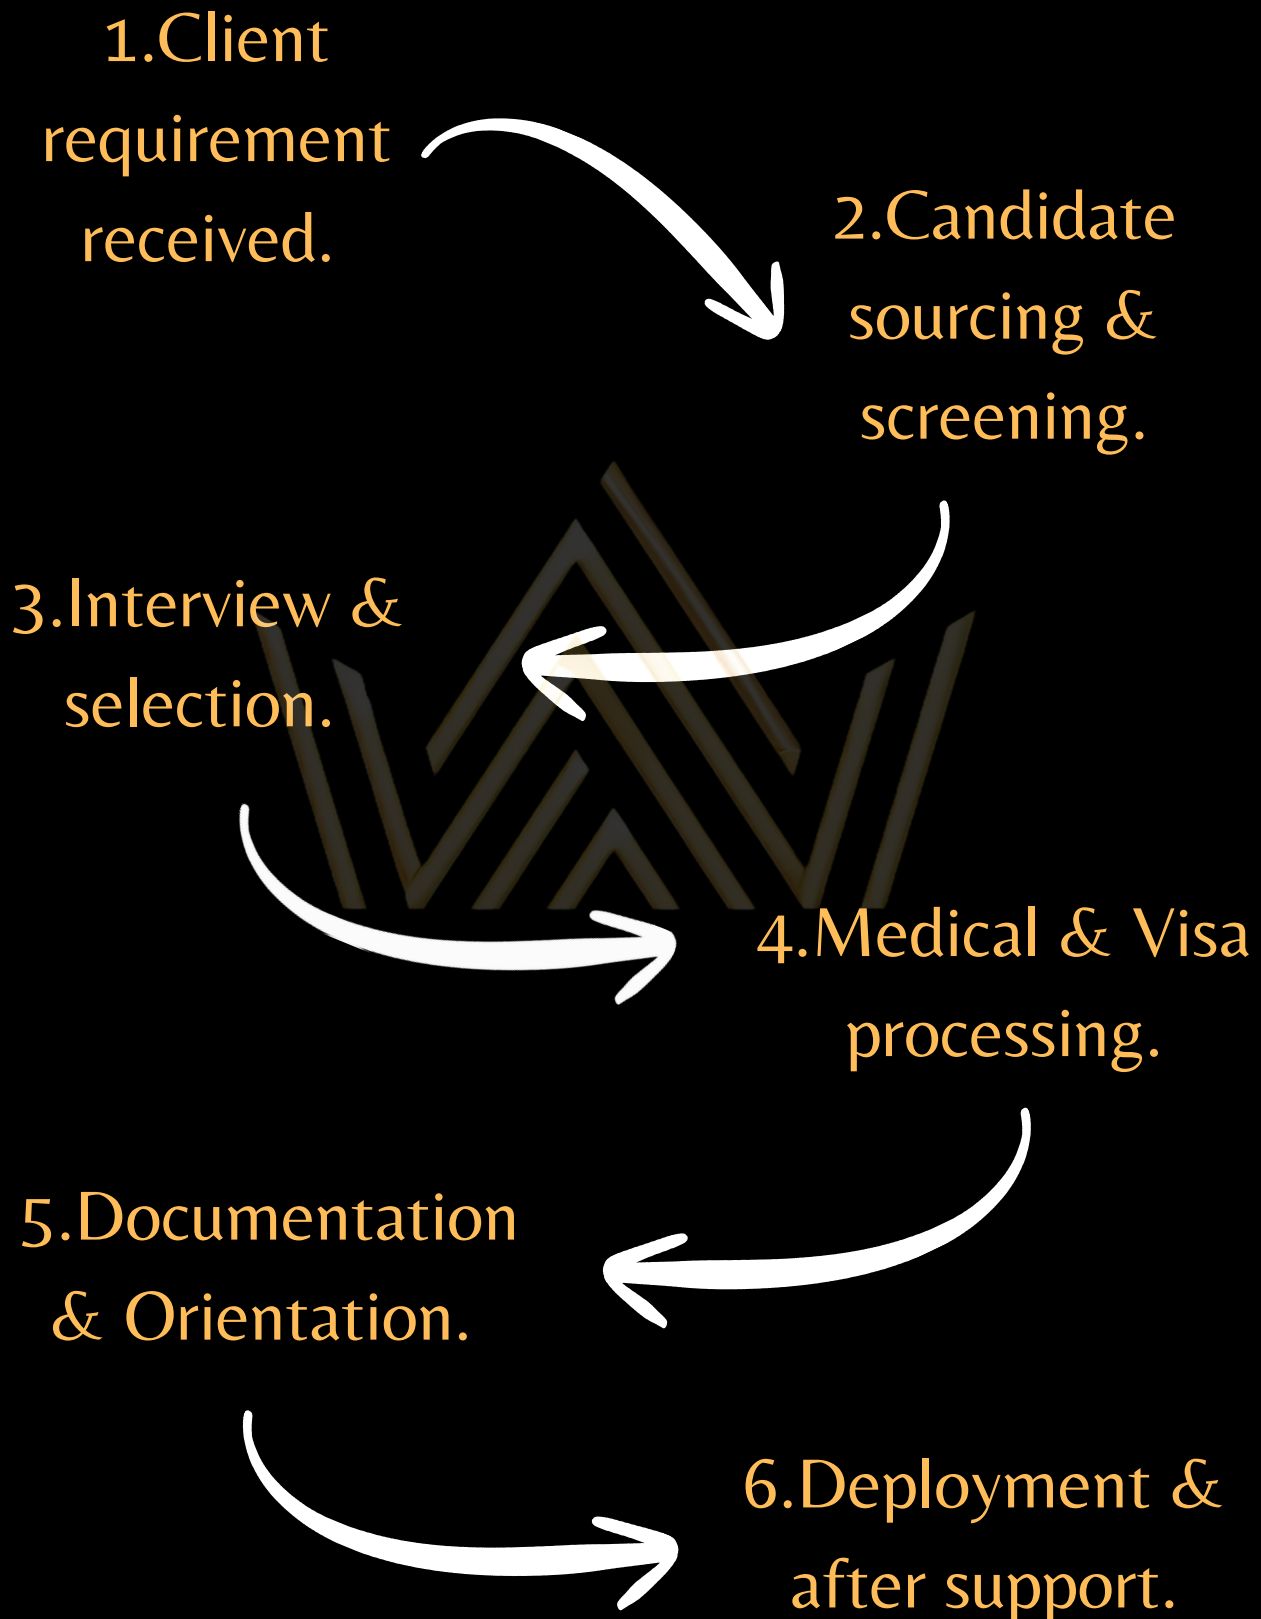 1.Client
requirement
received.
2.Candidate
sourcing &
screening.
3.Interview &
selection.
4.Medical & Visa
processing.
5.Documentation
& Orientation.
6.Deployment &
after support.